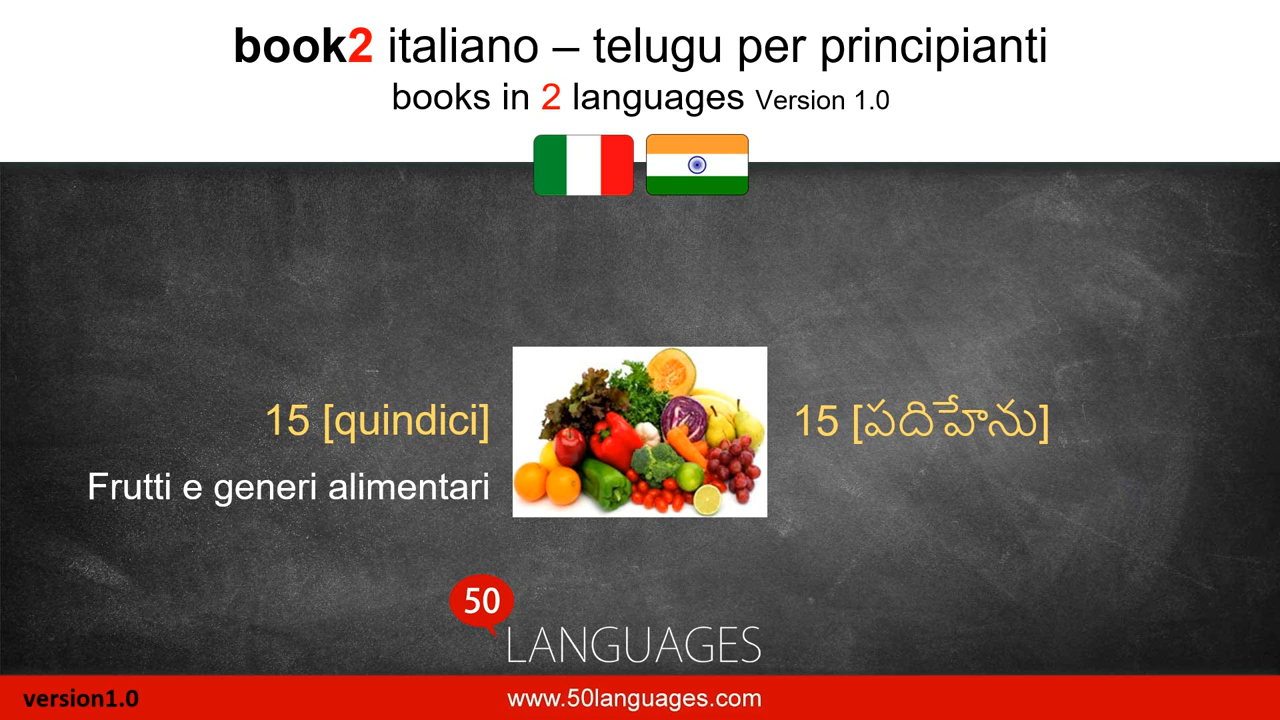 book2 italiano – telugu per principianti
books in 2 languages Version 1.0
15 [quindici]
15 [పదిహేను]
Frutti e generi alimentari
50
LANGUAGES
version1.0
www.50languages.com